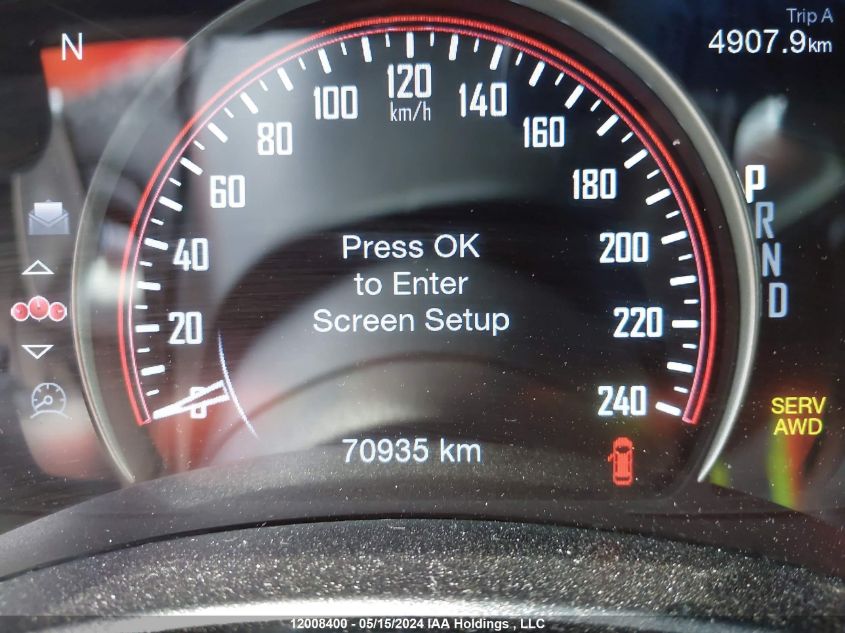 N
Trip A
4907.9km
0
20
40
60
80
100
120
km/h
140
160
180
200
220
240
Press OK
to Enter
Screen Setup
P
R
N
D
SERV
AWD
70935 km
12008400 - 05/15/2024 IAA Holdings , LLC